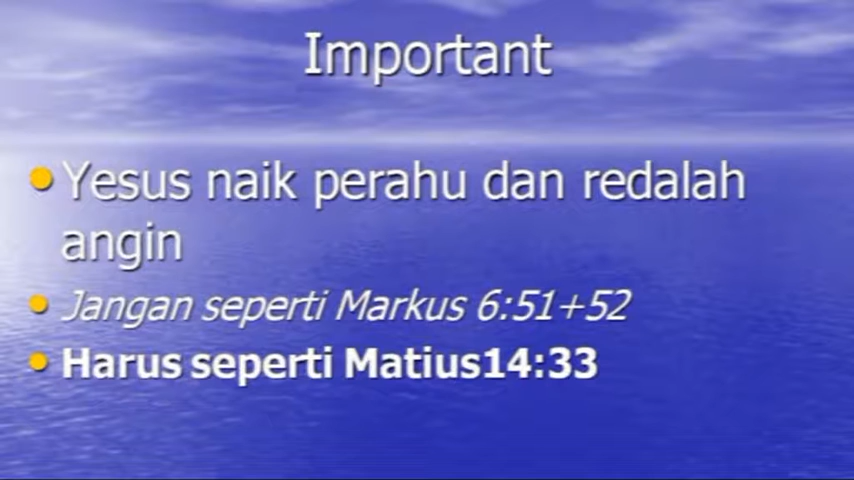 Important
Yesus naik perahu dan redalah
angin
Jangan seperti Markus 6:51+52
Harus seperti Matius14:33